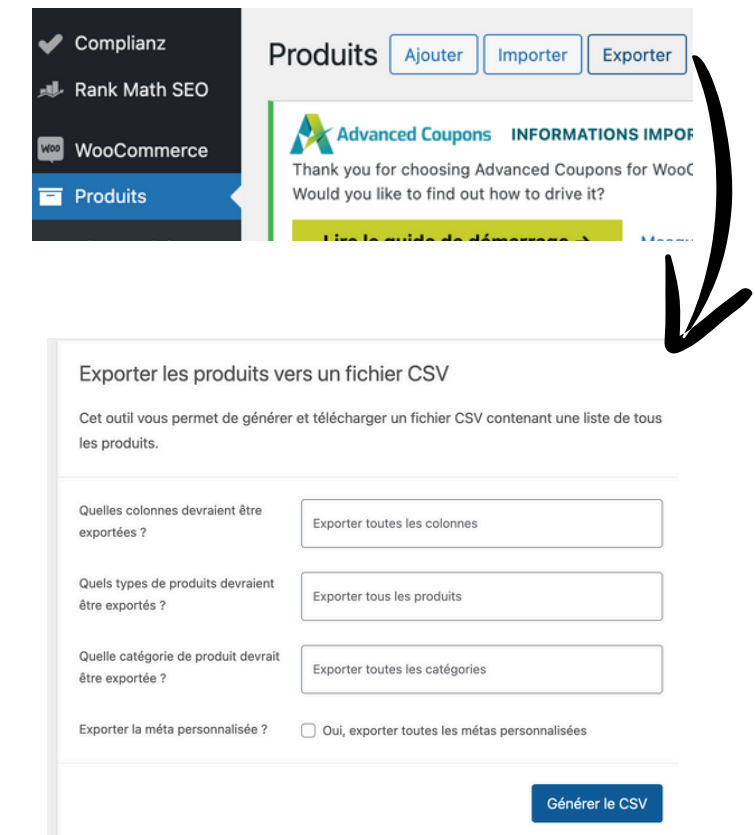 Complianz
Rank Math SEO
WooCommerce
Produits
Produits Ajouter Importer Exporter
Advanced Coupons INFORMATIONS IMPOR
Thank you for choosing Advanced Coupons for WooC
Would you like to find out how to drive it?
Lire le guide de démarrage →
Exporter les produits vers un fichier CSV
Cet outil vous permet de générer et télécharger un fichier CSV contenant une liste de tous
les produits.
Quelles colonnes devraient être
exportées ?
Exporter toutes les colonnes
Quels types de produits devraient
être exportés ?
Exporter tous les produits
Quelle catégorie de produit devrait
être exportée ?
Exporter toutes les catégories
Exporter la méta personnalisée ?
Oui, exporter toutes les métas personnalisées
Générer le CSV